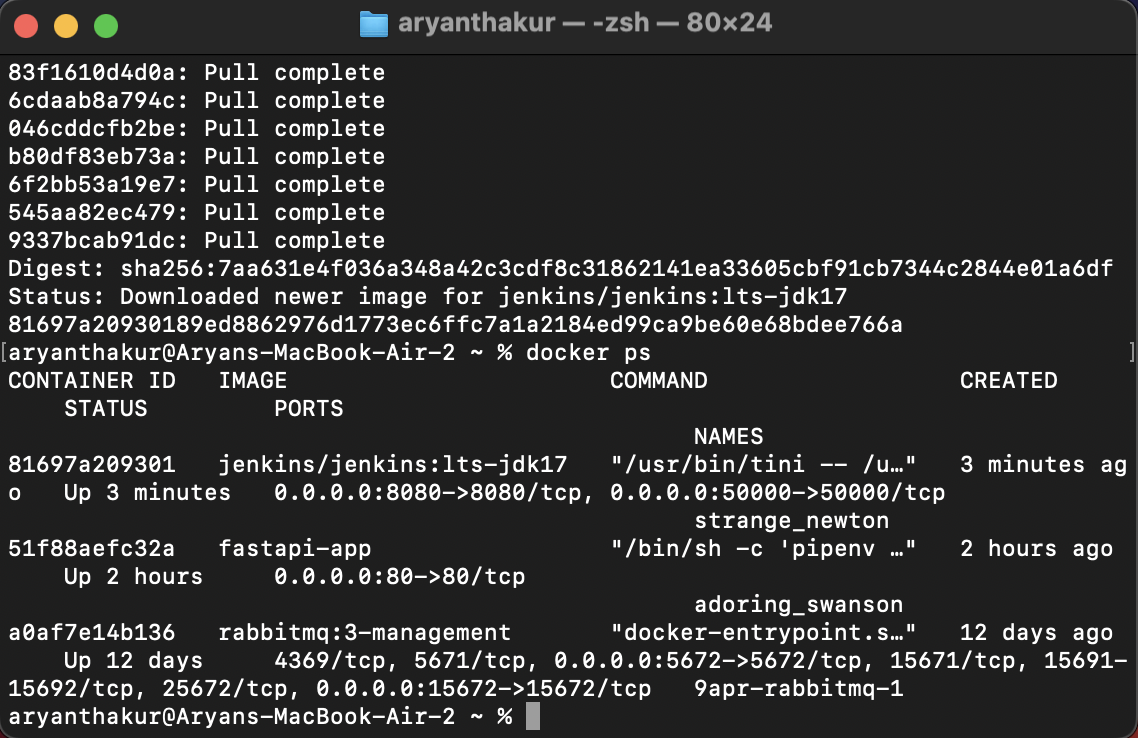 aryanthakur — -zsh — 80×24
83f1610d4d0a: Pull complete
6cdaab8a794c: Pull complete
046cddcfb2be: Pull complete
b80df83eb73a: Pull complete
6f2bb53a19e7: Pull complete
545aa82ec479: Pull complete
9337bcab91dc: Pull complete
Digest: sha256:7aa631e4f036a348a42c3cdf8c31862141ea33605cbf91cb7344c2844e01a6df
Status: Downloaded newer image for jenkins/jenkins:lts-jdk17
81697a20930189ed8862976d1773ec6ffc7a1a2184ed99ca9be60e68bdee766a
[aryanthakur@Aryans-MacBook-Air-2 ~ % docker ps ]
CONTAINER ID   IMAGE                       COMMAND                  CREATED
    STATUS         PORTS
                                                 NAMES
81697a209301   jenkins/jenkins:lts-jdk17   "/usr/bin/tini -- /u…"   3 minutes ag
o   Up 3 minutes   0.0.0.0:8080->8080/tcp, 0.0.0.0:50000->50000/tcp
                                                 strange_newton
51f88aefc32a   fastapi-app                 "/bin/sh -c 'pipenv …"   2 hours ago
    Up 2 hours     0.0.0.0:80->80/tcp
                                                 adoring_swanson
a0af7e14b136   rabbitmq:3-management       "docker-entrypoint.s…"   12 days ago
    Up 12 days     4369/tcp, 5671/tcp, 0.0.0.0:5672->5672/tcp, 15671/tcp, 15691-
15692/tcp, 25672/tcp, 0.0.0.0:15672->15672/tcp   9apr-rabbitmq-1
aryanthakur@Aryans-MacBook-Air-2 ~ %